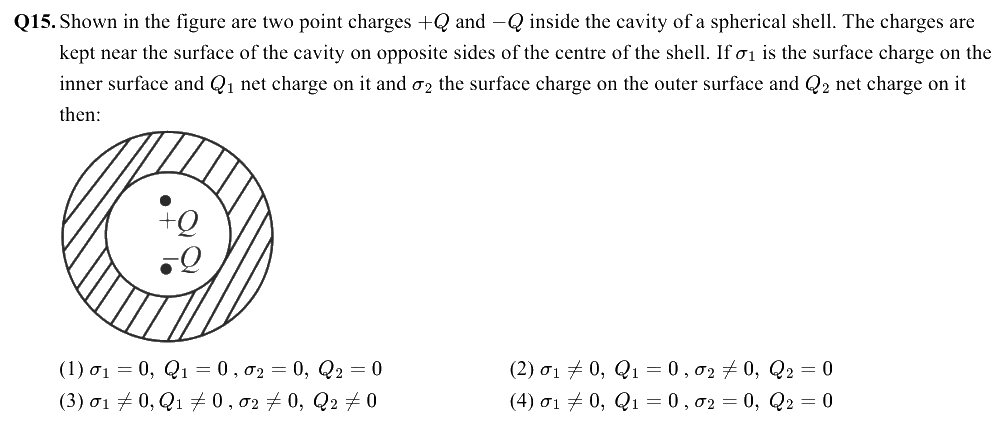 Q15. Shown in the figure are two point charges +Q and −Q inside the cavity of a spherical shell. The charges are
kept near the surface of the cavity on opposite sides of the centre of the shell. If σ₁ is the surface charge on the
inner surface and Q₁ net charge on it and σ₂ the surface charge on the outer surface and Q₂ net charge on it
then:
+Q
−Q
(1) σ₁ = 0, Q₁ = 0 , σ₂ = 0, Q₂ = 0
(2) σ₁ ≠ 0, Q₁ = 0 , σ₂ ≠ 0, Q₂ = 0
(3) σ₁ ≠ 0, Q₁ ≠ 0 , σ₂ ≠ 0, Q₂ ≠ 0
(4) σ₁ ≠ 0, Q₁ = 0 , σ₂ = 0, Q₂ = 0